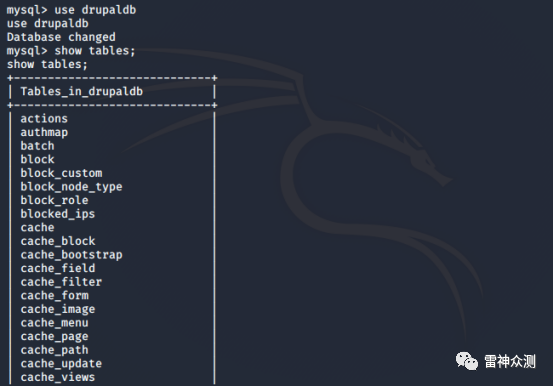 mysql> use drupaldb
use drupaldb
Database changed
mysql> show tables;
show tables;
+-----------------------------+
| Tables_in_drupaldb          |
+-----------------------------+
| actions                     |
| authmap                     |
| batch                       |
| block                       |
| block_custom                |
| block_node_type             |
| block_role                  |
| blocked_ips                 |
| cache                       |
| cache_block                 |
| cache_bootstrap             |
| cache_field                 |
| cache_filter                |
| cache_form                  |
| cache_image                 |
| cache_menu                  |
| cache_page                  |
| cache_path                  |
| cache_update                |
| cache_views                 |
雷神众测